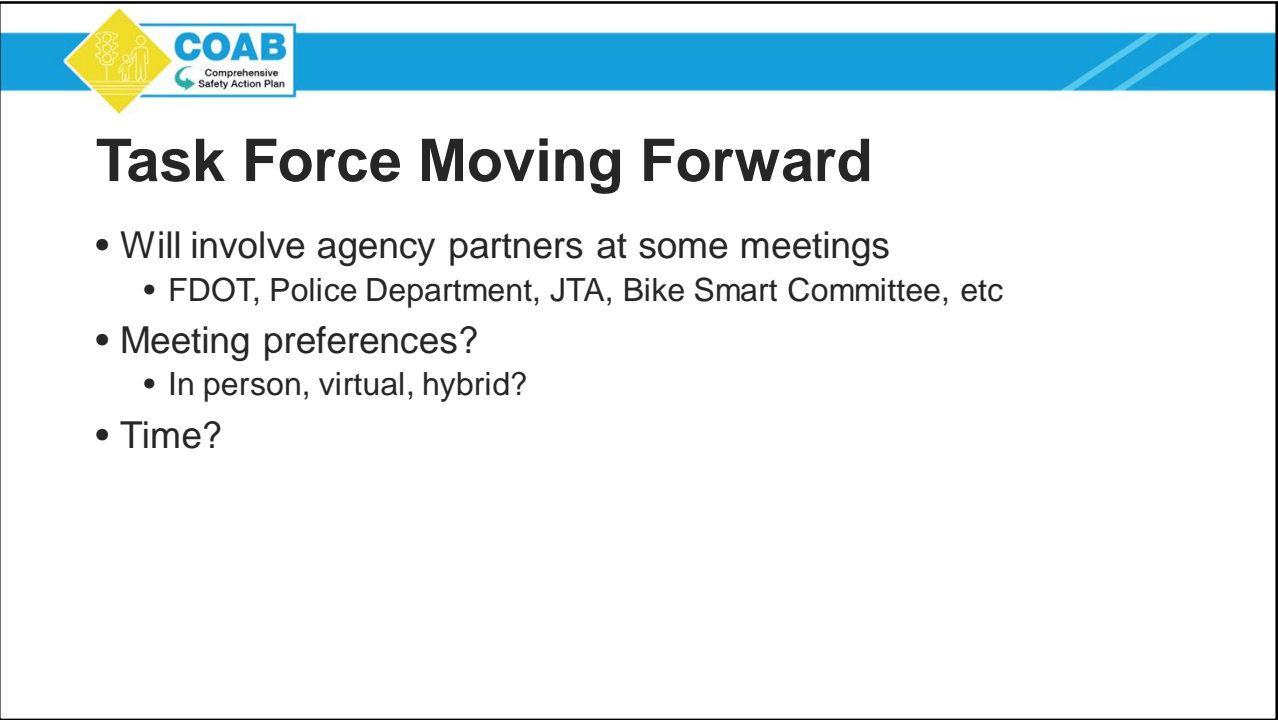 COAB
Comprehensive
Safety Action Plan
Task Force Moving Forward
• Will involve agency partners at some meetings
• FDOT, Police Department, JTA, Bike Smart Committee, etc
• Meeting preferences?
• In person, virtual, hybrid?
• Time?